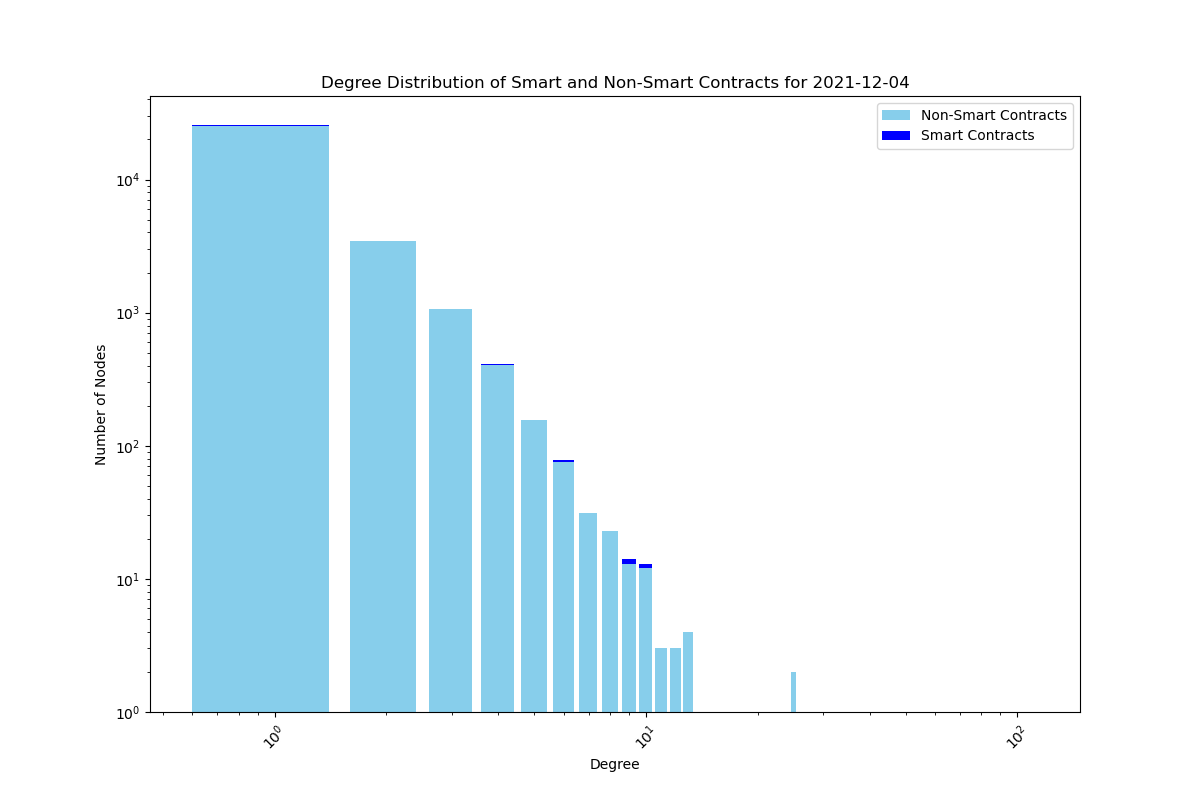 Degree Distribution of Smart and Non-Smart Contracts for 2021-12-04
Non-Smart Contracts
Smart Contracts
Number of Nodes
10⁴
10³
10²
10¹
10⁰
10⁰
10¹
10²
Degree